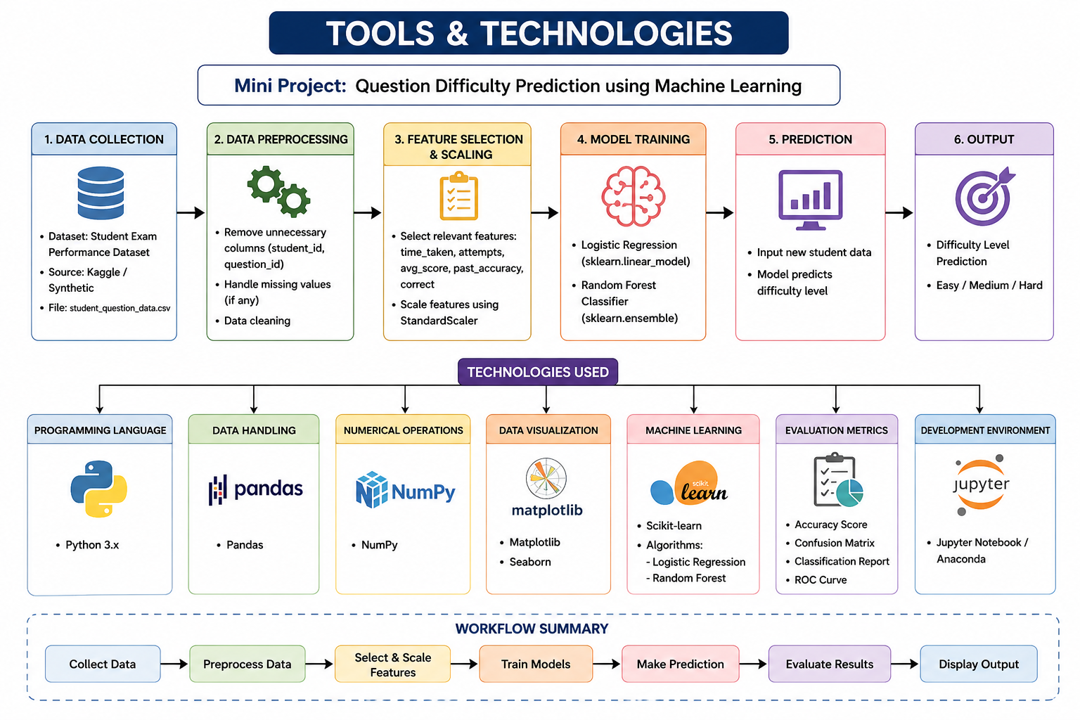 TOOLS & TECHNOLOGIES
Mini Project: Question Difficulty Prediction using Machine Learning
1. DATA COLLECTION
• Dataset: Student Exam
Performance Dataset
• Source: Kaggle /
Synthetic
• File: student_question_data.csv
2. DATA PREPROCESSING
• Remove unnecessary
columns (student_id,
question_id)
• Handle missing values
(if any)
• Data cleaning
3. FEATURE SELECTION
& SCALING
• Select relevant features:
time_taken, attempts,
avg_score, past_accuracy,
correct
• Scale features using
StandardScaler
4. MODEL TRAINING
• Logistic Regression
(sklearn.linear_model)
• Random Forest
Classifier
(sklearn.ensemble)
5. PREDICTION
• Input new student data
• Model predicts
difficulty level
6. OUTPUT
• Difficulty Level
Prediction
• Easy / Medium / Hard
TECHNOLOGIES USED
PROGRAMMING LANGUAGE
• Python 3.x
DATA HANDLING
pandas
• Pandas
NUMERICAL OPERATIONS
NumPy
• NumPy
DATA VISUALIZATION
matplotlib
• Matplotlib
• Seaborn
MACHINE LEARNING
scikit
learn
• Scikit-learn
• Algorithms:
- Logistic Regression
- Random Forest
EVALUATION METRICS
• Accuracy Score
• Confusion Matrix
• Classification Report
• ROC Curve
DEVELOPMENT ENVIRONMENT
jupyter
• Jupyter Notebook /
Anaconda
WORKFLOW SUMMARY
Collect Data
Preprocess Data
Select & Scale
Features
Train Models
Make Prediction
Evaluate Results
Display Output